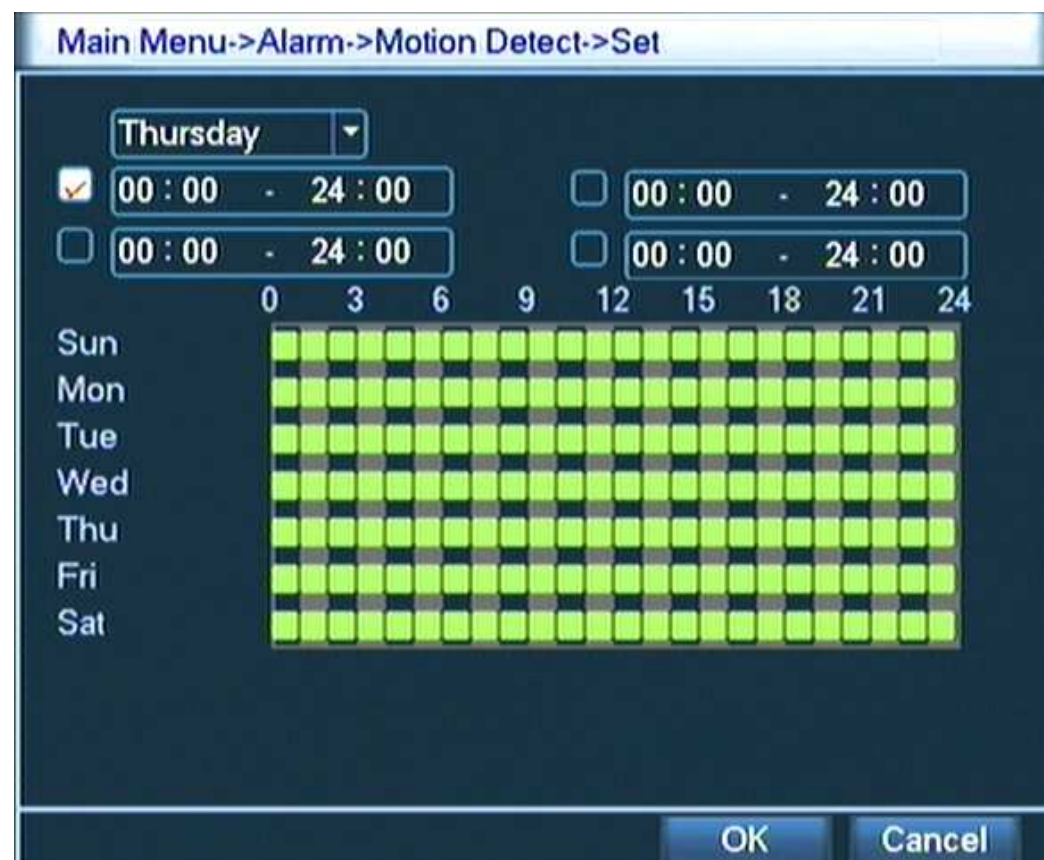 Main Menu->Alarm->Motion Detect->Set
Thursday
00 : 00 - 24 : 00 00 : 00 - 24 : 00
00 : 00 - 24 : 00 00 : 00 - 24 : 00
0 3 6 9 12 15 18 21 24
Sun
Mon
Tue
Wed
Thu
Fri
Sat
OK Cancel